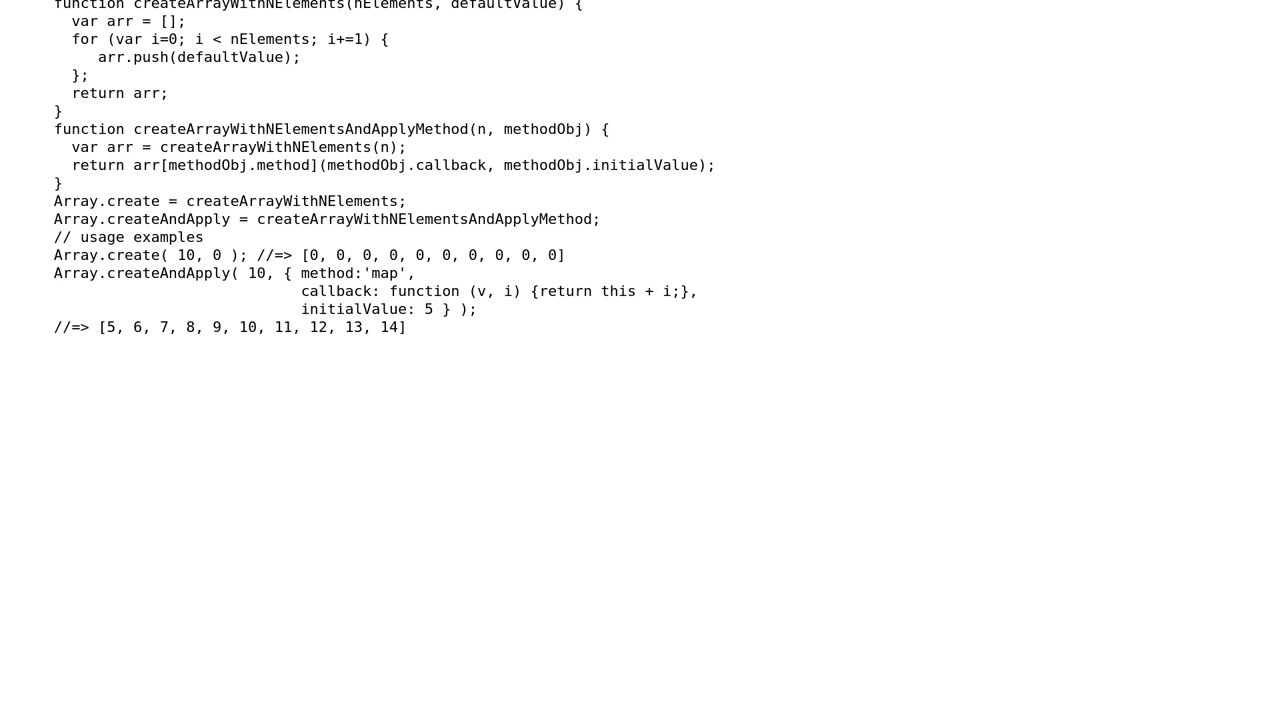 function createArrayWithNElements(nElements, defaultValue) {
  var arr = [];
  for (var i=0; i < nElements; i+=1) {
     arr.push(defaultValue);
  };
  return arr;
}
function createArrayWithNElementsAndApplyMethod(n, methodObj) {
  var arr = createArrayWithNElements(n);
  return arr[methodObj.method](methodObj.callback, methodObj.initialValue);
}
Array.create = createArrayWithNElements;
Array.createAndApply = createArrayWithNElementsAndApplyMethod;
// usage examples
Array.create( 10, 0 ); //=> [0, 0, 0, 0, 0, 0, 0, 0, 0, 0]
Array.createAndApply( 10, { method:'map',
                            callback: function (v, i) {return this + i;},
                            initialValue: 5 } );
//=> [5, 6, 7, 8, 9, 10, 11, 12, 13, 14]